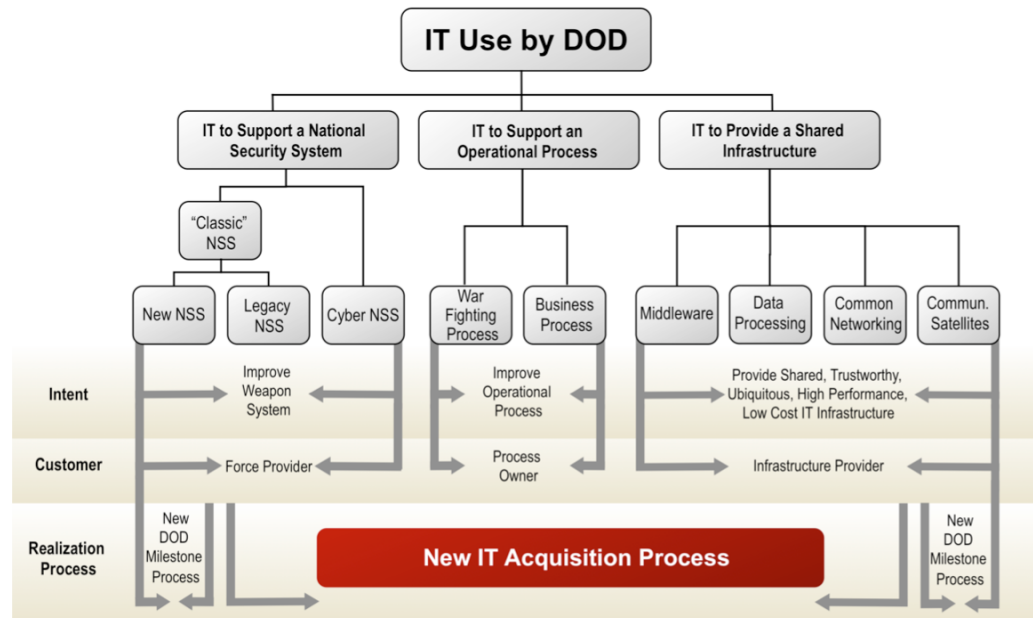 IT Use by DOD
IT to Support a National
Security System
IT to Support an
Operational Process
IT to Provide a Shared
Infrastructure
“Classic”
NSS
New NSS
Legacy
NSS
Cyber NSS
War
Fighting
Process
Business
Process
Middleware
Data
Processing
Common
Networking
Commun.
Satellites
Intent
Improve
Weapon
System
Improve
Operational
Process
Provide Shared, Trustworthy,
Ubiquitous, High Performance,
Low Cost IT Infrastructure
Customer
Force Provider
Process
Owner
Infrastructure Provider
Realization
Process
New
DOD
Milestone
Process
New IT Acquisition Process
New
DOD
Milestone
Process